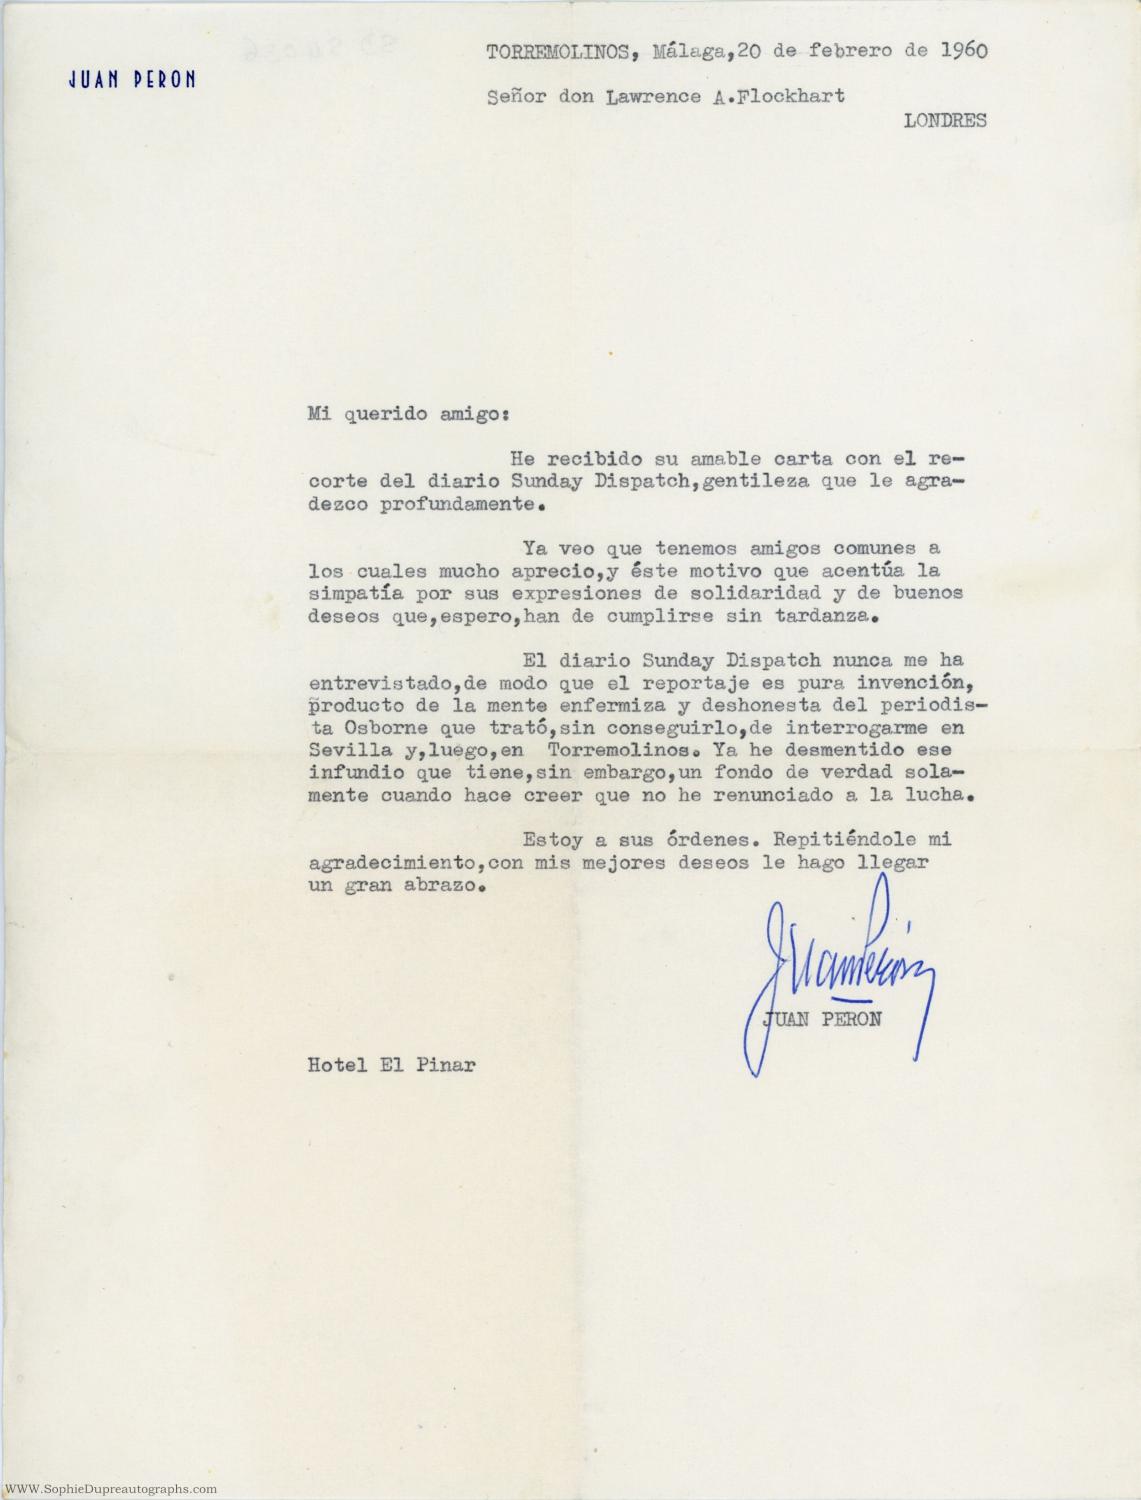 TORREMOLINOS, Málaga,20 de febrero de 1960
JUAN PERON
Señor don Lawrence A.Flockhart
LONDRES
Mi querido amigo:
He recibido su amable carta con el re-
corte del diario Sunday Dispatch,gentileza que le agra-
dezco profundamente.
Ya veo que tenemos amigos comunes a
los cuales mucho aprecio,y éste motivo que acentúa la
simpatía por sus expresiones de solidaridad y de buenos
deseos que,espero,han de cumplirse sin tardanza.
El diario Sunday Dispatch nunca me ha
entrevistado,de modo que el reportaje es pura invención,
producto de la mente enfermiza y deshonesta del periodis-
ta Osborne que trató,sin conseguirlo,de interrogarme en
Sevilla y,luego,en Torremolinos. Ya he desmentido ese
infundio que tiene,sin embargo,un fondo de verdad sola-
mente cuando hace creer que no he renunciado a la lucha.
Estoy a sus órdenes. Repitiéndole mi
agradecimiento,con mis mejores deseos le hago llegar
un gran abrazo.
Juan Perón
JUAN PERON
Hotel El Pinar
WWW.SophieDupreautographs.com